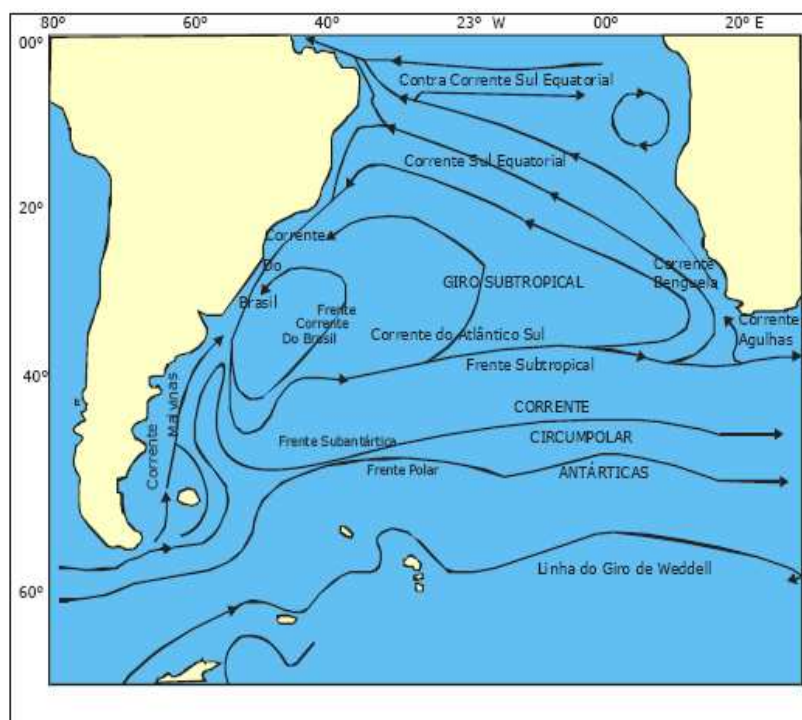 80° 60° 40° 23° W 00° 20° E
00°
Contra Corrente Sul Equatorial
Corrente Sul Equatorial
20°
Corrente
Do
Brasil
Corrente
Benguela
GIRO SUBTROPICAL
Frente
Corrente
Do Brasil
Corrente do Atlântico Sul
Corrente
Agulhas
Frente Subtropical
40°
Corrente
Malvinas
CORRENTE
CIRCUMPOLAR
ANTÁRTICAS
Frente Subantártica
Frente Polar
Linha do Giro de Weddell
60°